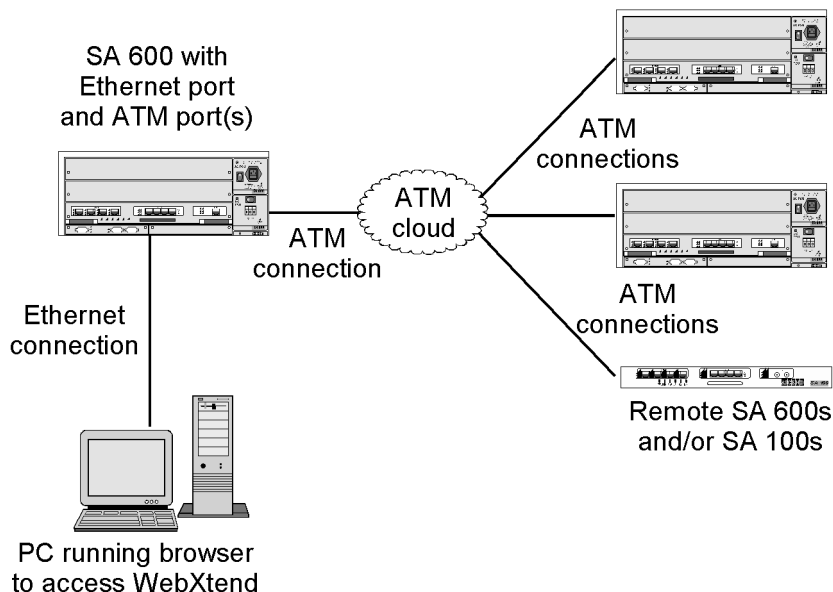 SA 600 with
Ethernet port
and ATM port(s)
ATM
connections
ATM
cloud
ATM
connection
ATM
connections
Ethernet
connection
Remote SA 600s
and/or SA 100s
PC running browser
to access WebXtend